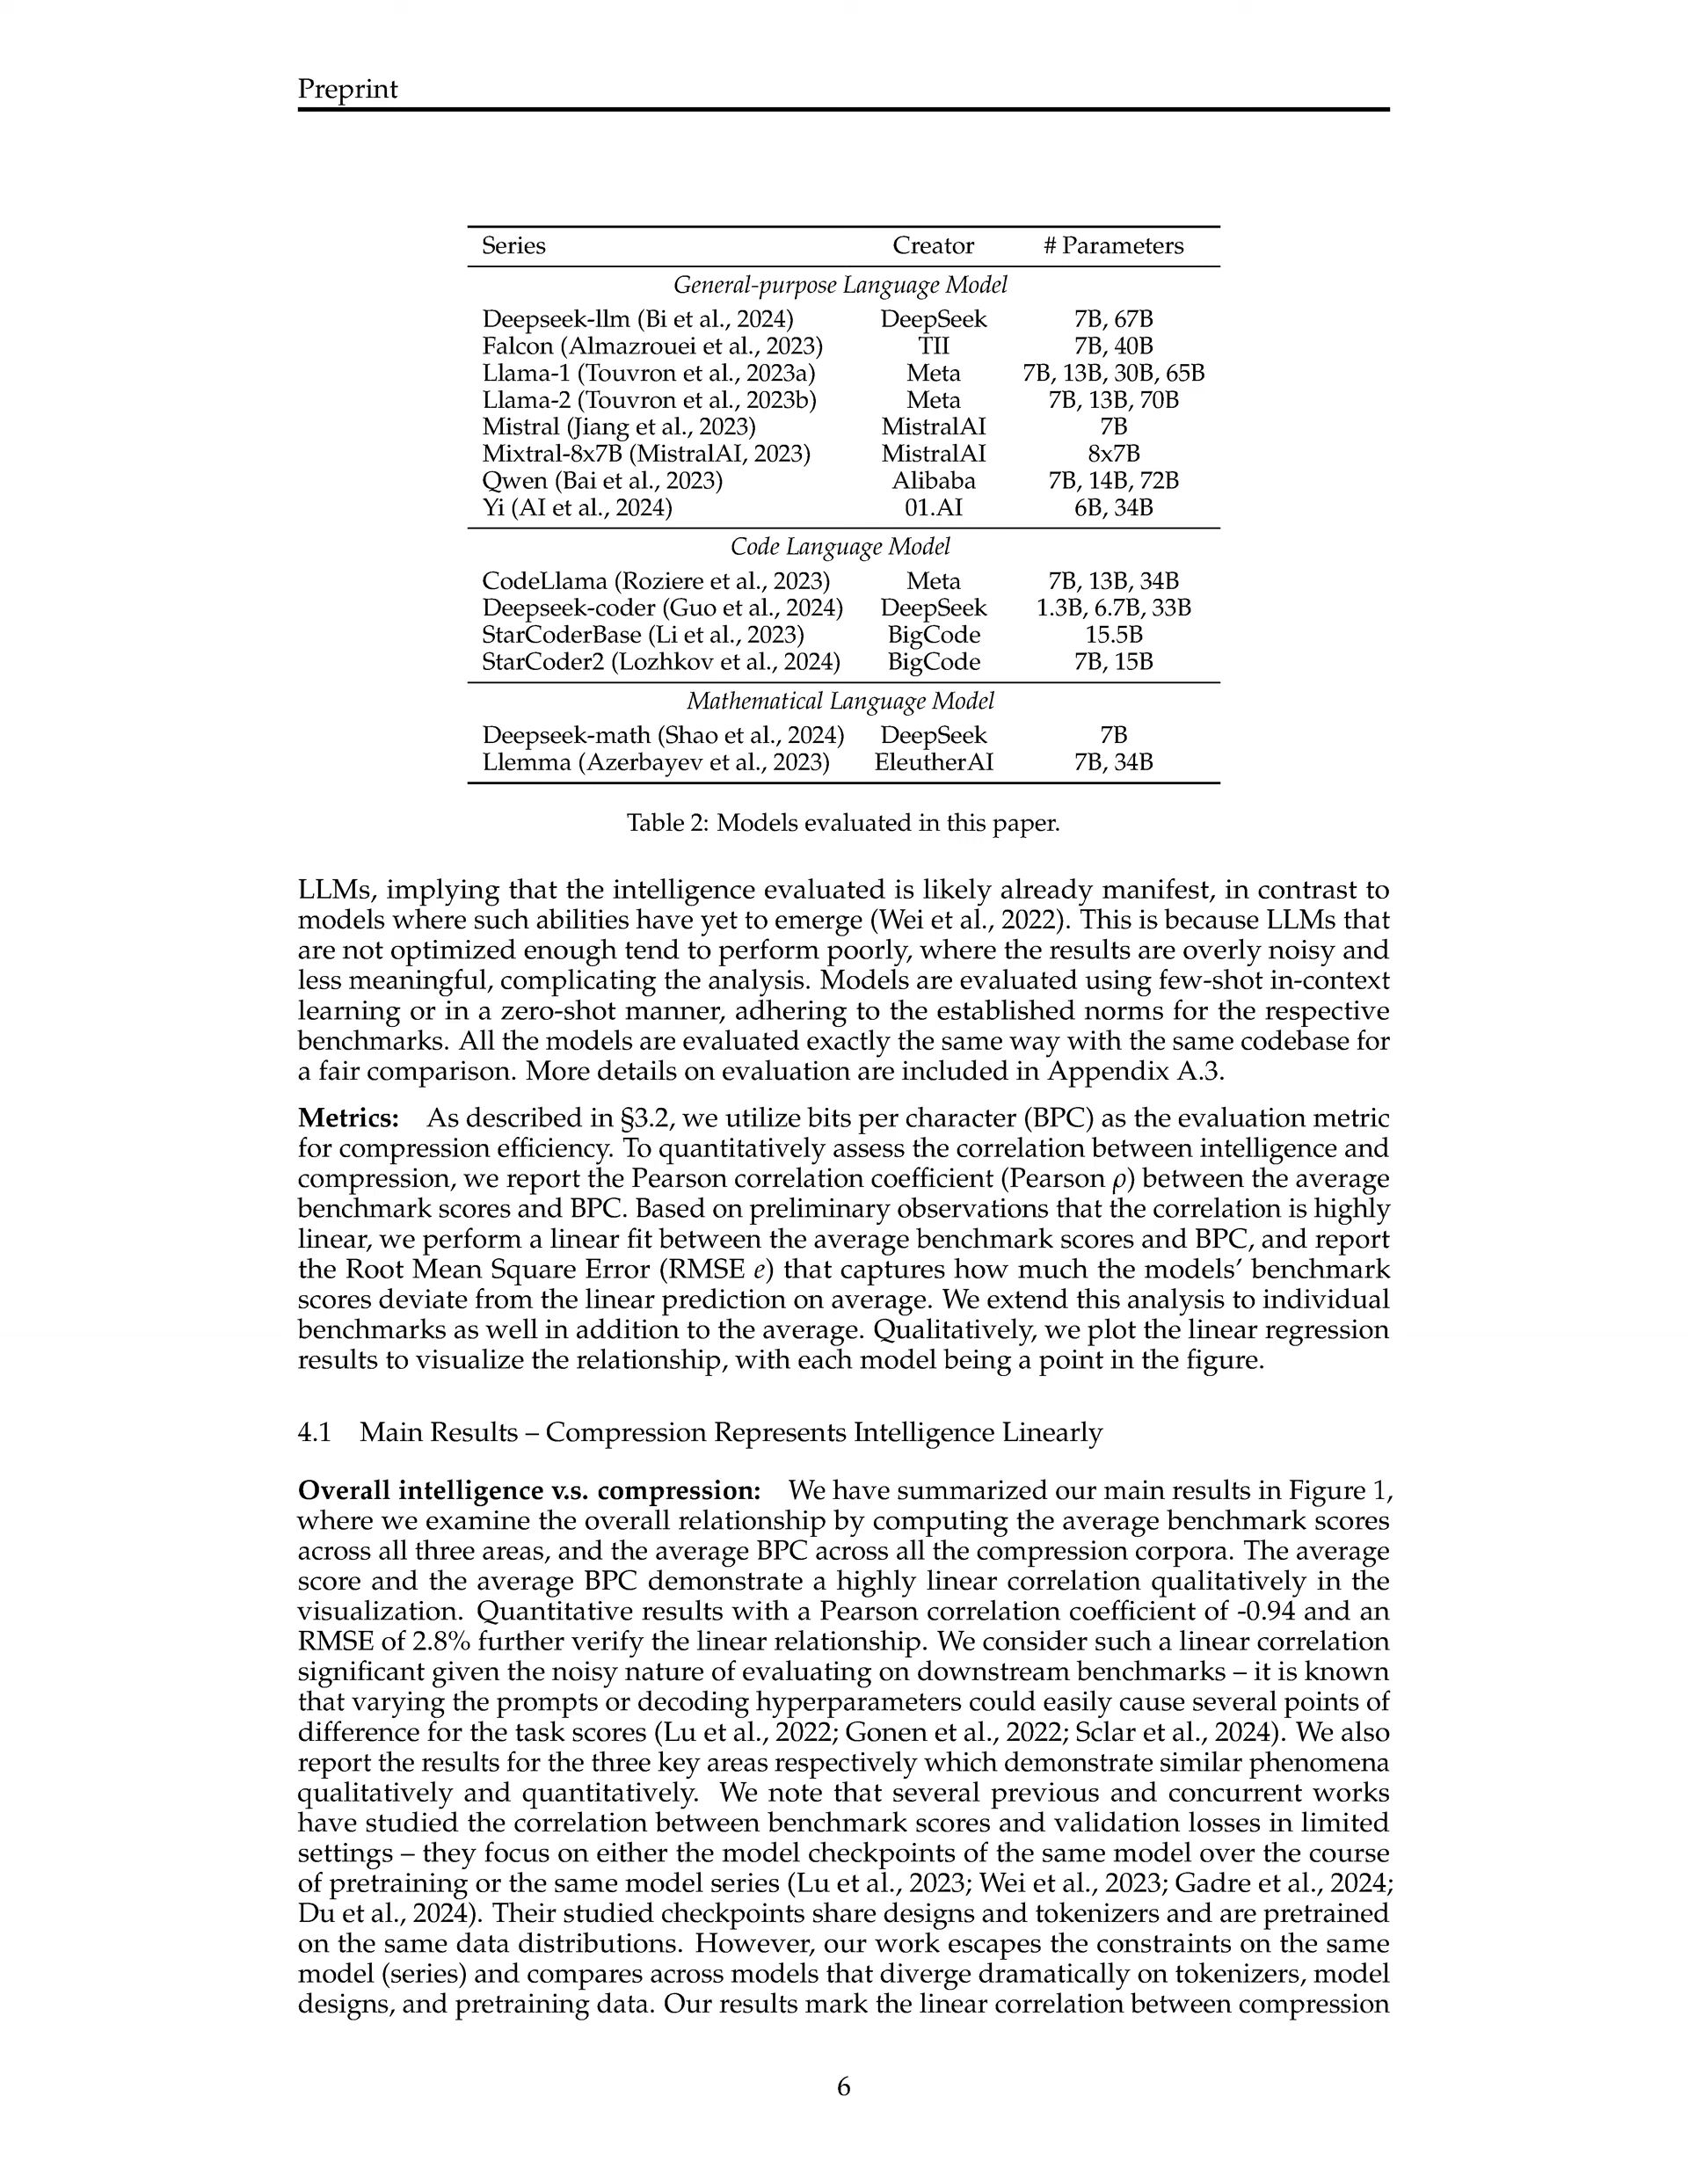 Preprint
Series Creator # Parameters
General-purpose Language Model
Deepseek-llm (Bi et al., 2024) DeepSeek 7B, 67B
Falcon (Almazrouei et al., 2023) TII 7B, 40B
Llama-1 (Touvron et al., 2023a) Meta 7B, 13B, 30B, 65B
Llama-2 (Touvron et al., 2023b) Meta 7B, 13B, 70B
Mistral (Jiang et al., 2023) MistralAI 7B
Mixtral-8x7B (MistralAI, 2023) MistralAI 8x7B
Qwen (Bai et al., 2023) Alibaba 7B, 14B, 72B
Yi (AI et al., 2024) 01.AI 6B, 34B
Code Language Model
CodeLlama (Roziere et al., 2023) Meta 7B, 13B, 34B
Deepseek-coder (Guo et al., 2024) DeepSeek 1.3B, 6.7B, 33B
StarCoderBase (Li et al., 2023) BigCode 15.5B
StarCoder2 (Lozhkov et al., 2024) BigCode 7B, 15B
Mathematical Language Model
Deepseek-math (Shao et al., 2024) DeepSeek 7B
Llemma (Azerbayev et al., 2023) EleutherAI 7B, 34B
Table 2: Models evaluated in this paper.
LLMs, implying that the intelligence evaluated is likely already manifest, in contrast to
models where such abilities have yet to emerge (Wei et al., 2022). This is because LLMs that
are not optimized enough tend to perform poorly, where the results are overly noisy and
less meaningful, complicating the analysis. Models are evaluated using few-shot in-context
learning or in a zero-shot manner, adhering to the established norms for the respective
benchmarks. All the models are evaluated exactly the same way with the same codebase for
a fair comparison. More details on evaluation are included in Appendix A.3.
Metrics: As described in §3.2, we utilize bits per character (BPC) as the evaluation metric
for compression efficiency. To quantitatively assess the correlation between intelligence and
compression, we report the Pearson correlation coefficient (Pearson ρ) between the average
benchmark scores and BPC. Based on preliminary observations that the correlation is highly
linear, we perform a linear fit between the average benchmark scores and BPC, and report
the Root Mean Square Error (RMSE e) that captures how much the models’ benchmark
scores deviate from the linear prediction on average. We extend this analysis to individual
benchmarks as well in addition to the average. Qualitatively, we plot the linear regression
results to visualize the relationship, with each model being a point in the figure.
4.1 Main Results – Compression Represents Intelligence Linearly
Overall intelligence v.s. compression: We have summarized our main results in Figure 1,
where we examine the overall relationship by computing the average benchmark scores
across all three areas, and the average BPC across all the compression corpora. The average
score and the average BPC demonstrate a highly linear correlation qualitatively in the
visualization. Quantitative results with a Pearson correlation coefficient of -0.94 and an
RMSE of 2.8% further verify the linear relationship. We consider such a linear correlation
significant given the noisy nature of evaluating on downstream benchmarks – it is known
that varying the prompts or decoding hyperparameters could easily cause several points of
difference for the task scores (Lu et al., 2022; Gonen et al., 2022; Sclar et al., 2024). We also
report the results for the three key areas respectively which demonstrate similar phenomena
qualitatively and quantitatively. We note that several previous and concurrent works
have studied the correlation between benchmark scores and validation losses in limited
settings – they focus on either the model checkpoints of the same model over the course
of pretraining or the same model series (Lu et al., 2023; Wei et al., 2023; Gadre et al., 2024;
Du et al., 2024). Their studied checkpoints share designs and tokenizers and are pretrained
on the same data distributions. However, our work escapes the constraints on the same
model (series) and compares across models that diverge dramatically on tokenizers, model
designs, and pretraining data. Our results mark the linear correlation between compression
6